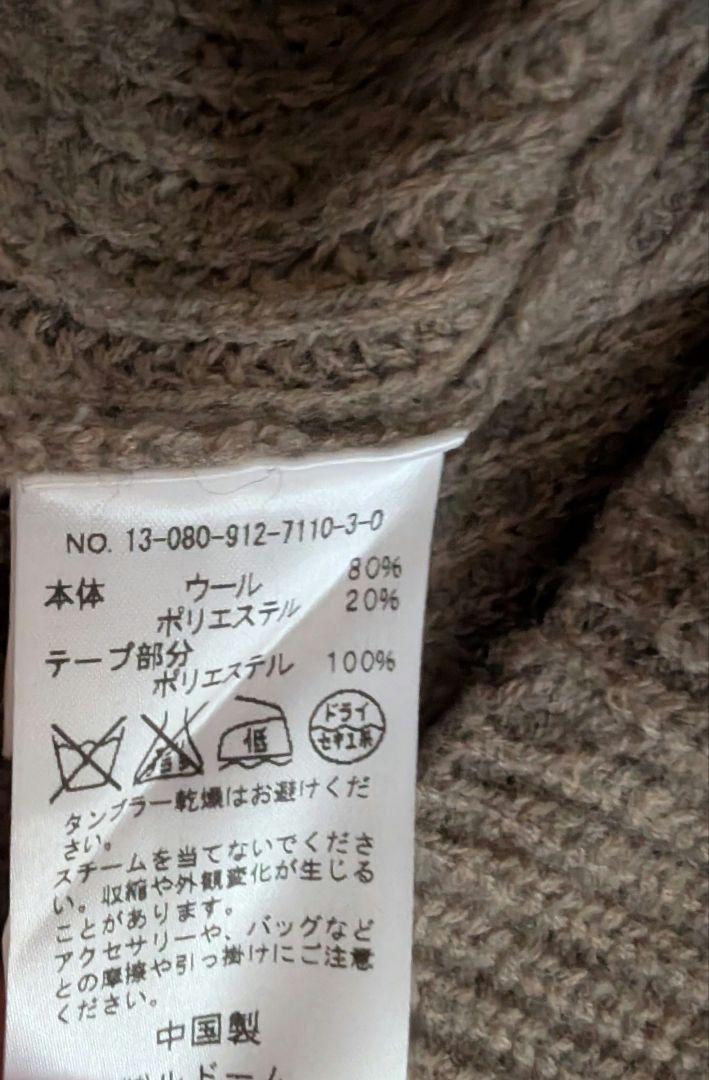 NO. 13-080-912-7110-3-0
本体 ウール 80%
ポリエステル 20%
テープ部分
ポリエステル 100%
低 ドライ セキユ系
タンブラー乾燥はお避けくだ
さい。
スチームを当てないでくださ
い。収縮や外観変化が生じる
ことがあります。
アクセサリーや、バッグなど
との摩擦や引っ掛けにご注意
ください。
中国製
ルドーム